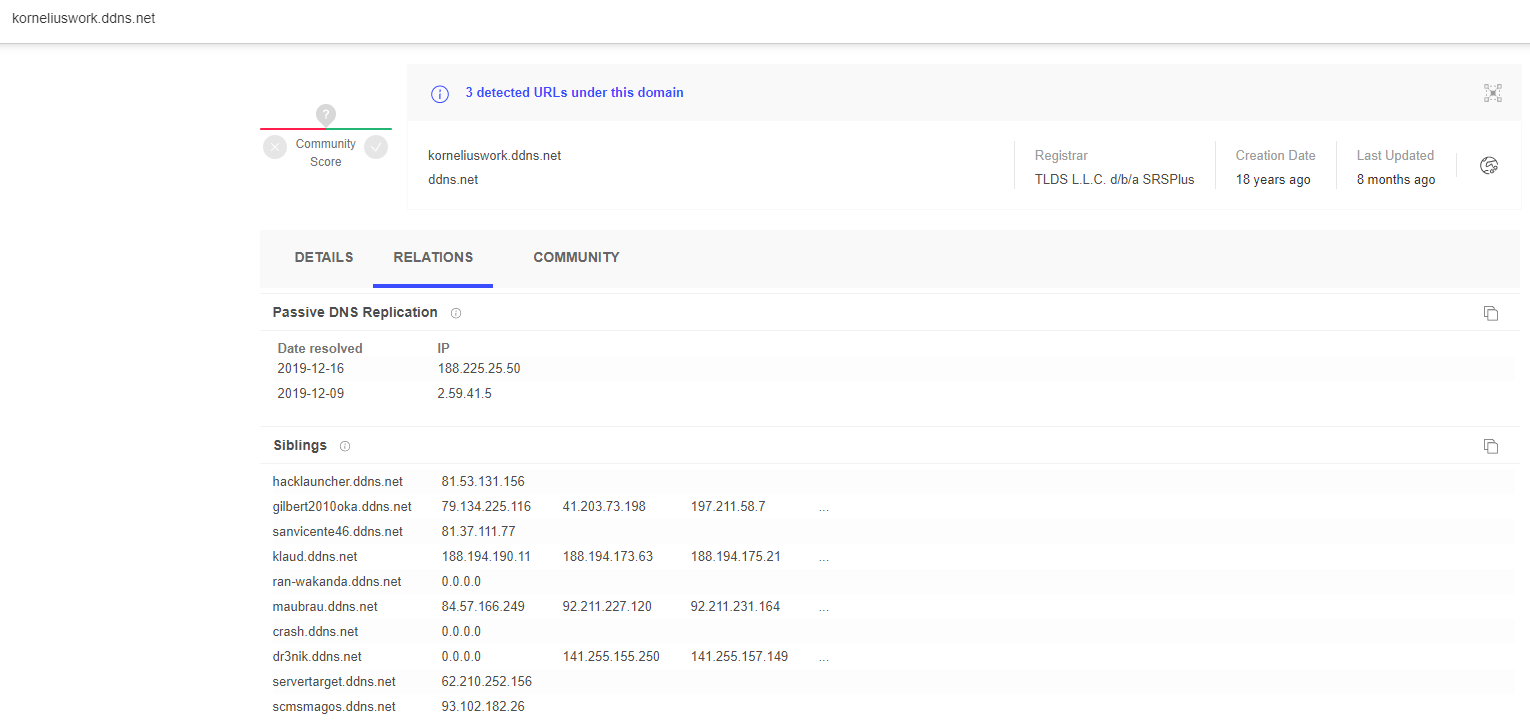 korneliuswork.ddns.net
3 detected URLs under this domain
?
Community
Score
korneliuswork.ddns.net
ddns.net
Registrar
TLDS L.L.C. d/b/a SRSPlus
Creation Date
18 years ago
Last Updated
8 months ago
DETAILS RELATIONS COMMUNITY
Passive DNS Replication
Date resolved IP
2019-12-16 188.225.25.50
2019-12-09 2.59.41.5
Siblings
hacklauncher.ddns.net 81.53.131.156
gilbert2010oka.ddns.net 79.134.225.116 41.203.73.198 197.211.58.7 ...
sanvicente46.ddns.net 81.37.111.77
klaud.ddns.net 188.194.190.11 188.194.173.63 188.194.175.21 ...
ran-wakanda.ddns.net 0.0.0.0
maubrau.ddns.net 84.57.166.249 92.211.227.120 92.211.231.164 ...
crash.ddns.net 0.0.0.0
dr3nik.ddns.net 0.0.0.0 141.255.155.250 141.255.157.149 ...
servertarget.ddns.net 62.210.252.156
scmsmagos.ddns.net 93.102.182.26